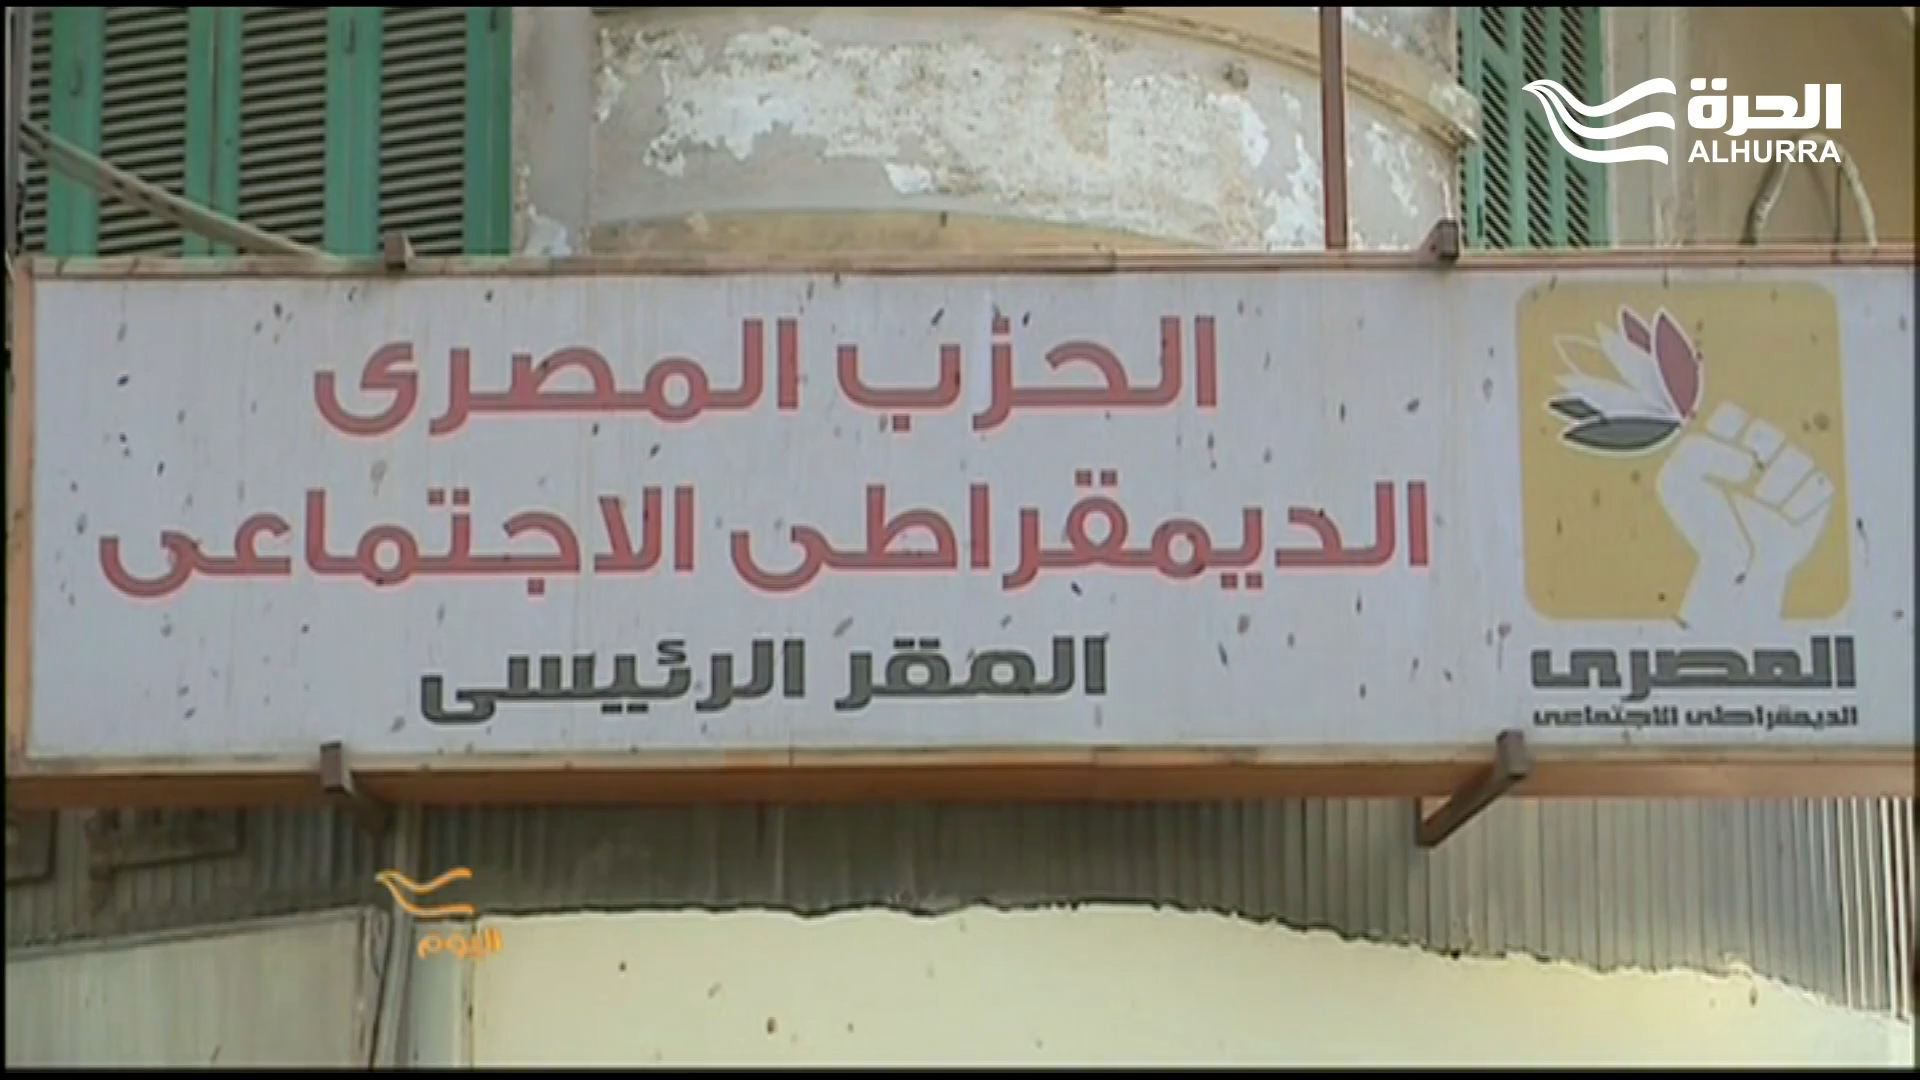 الحرة
ALHURRA
الحزب المصرى
الديمقراطى الاجتماعى
المقر الرئيسى
المصرى
الديمقراطى الاجتماعى
اليوم